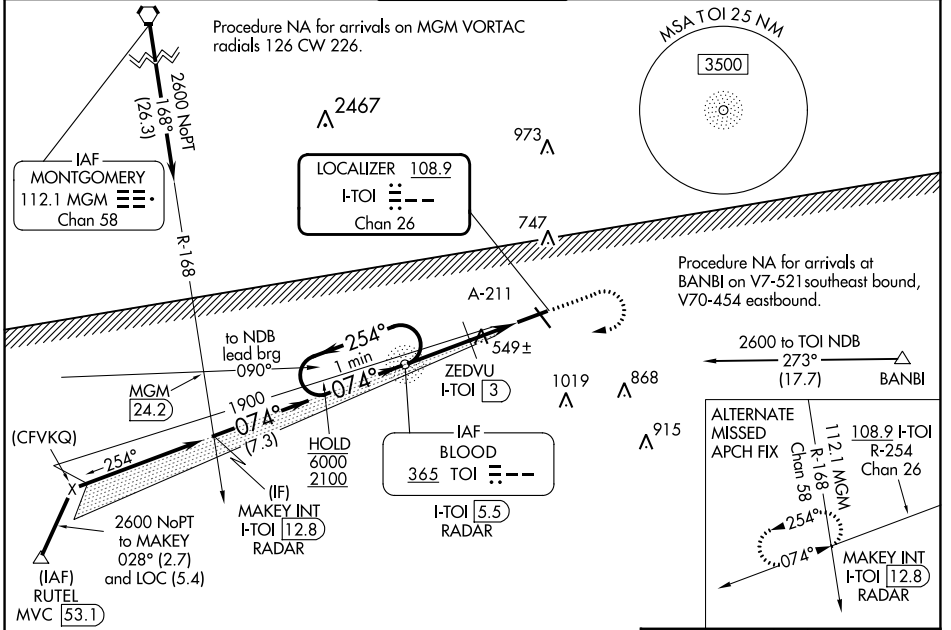 Procedure NA for arrivals on MGM VORTAC
radials 126 CW 226.
MSA TOI 25 NM
3500
2600 NoPT
168°
(26.3)
2467
973
IAF
MONTGOMERY
112.1 MGM
Chan 58
LOCALIZER 108.9
I-TOI
Chan 26
R-168
747
A-211
Procedure NA for arrivals at
BANBI on V7-521 southeast bound,
V70-454 eastbound.
to NDB
lead brg
090°
254°
1 min
074°
549±
ZEDVU
I-TOI 3
2600 to TOI NDB
273°
(17.7)
BANBI
MGM
24.2
1900
074°
(7.3)
1019
868
915
(CFVKQ)
254°
HOLD
6000
2100
IAF
BLOOD
365 TOI
I-TOI 5.5
RADAR
(IF)
MAKEY INT
I-TOI 12.8
RADAR
2600 NoPT
to MAKEY
028° (2.7)
and LOC (5.4)
(IAF)
RUTEL
MVC 53.1
ALTERNATE
MISSED
APCH FIX
112.1 MGM
R-168
Chan 58
108.9 I-TOI
R-254
Chan 26
254°
074°
MAKEY INT
I-TOI 12.8
RADAR